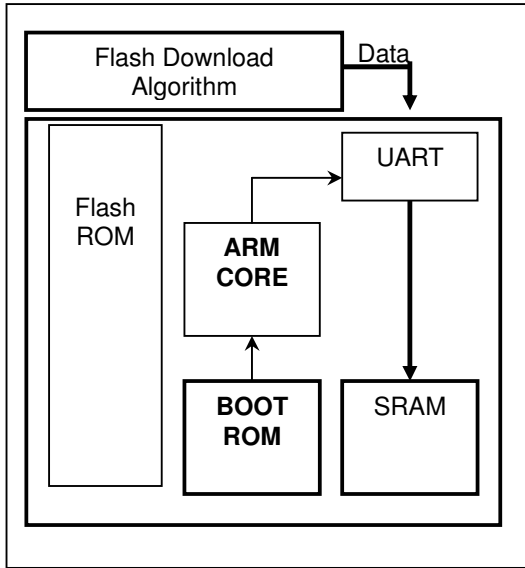 Flash Download
Algorithm
Data
UART
Flash
ROM
ARM
CORE
BOOT
ROM
SRAM